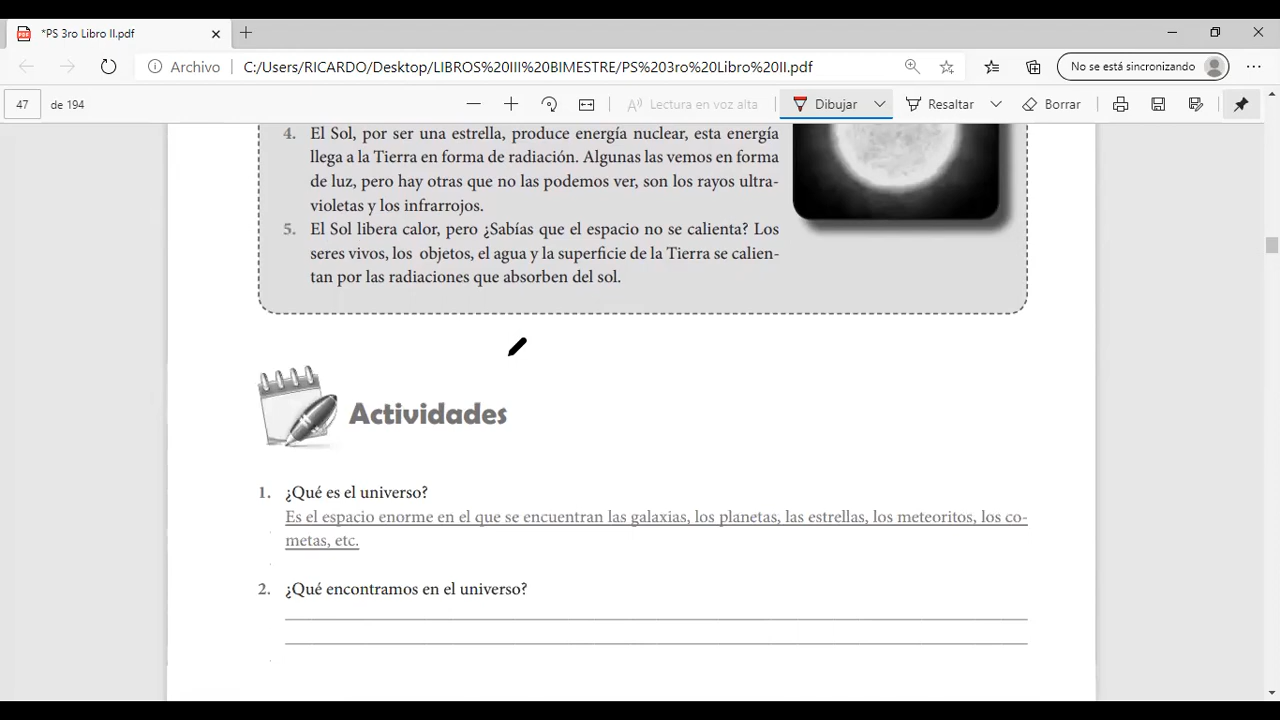 *PS 3ro Libro II.pdf
Archivo
C:/Users/RICARDO/Desktop/LIBROS%20III%20BIMESTRE/PS%203ro%20Libro%20II.pdf
No se está sincronizando
47 de 194
Lectura en voz alta
Dibujar
Resaltar
Borrar
4. El Sol, por ser una estrella, produce energía nuclear, esta energía
llega a la Tierra en forma de radiación. Algunas las vemos en forma
de luz, pero hay otras que no las podemos ver, son los rayos ultra-
violetas y los infrarrojos.
5. El Sol libera calor, pero ¿Sabías que el espacio no se calienta? Los
seres vivos, los objetos, el agua y la superficie de la Tierra se calien-
tan por las radiaciones que absorben del sol.
Actividades
1. ¿Qué es el universo?
Es el espacio enorme en el que se encuentran las galaxias, los planetas, las estrellas, los meteoritos, los co-
metas, etc.
2. ¿Qué encontramos en el universo?